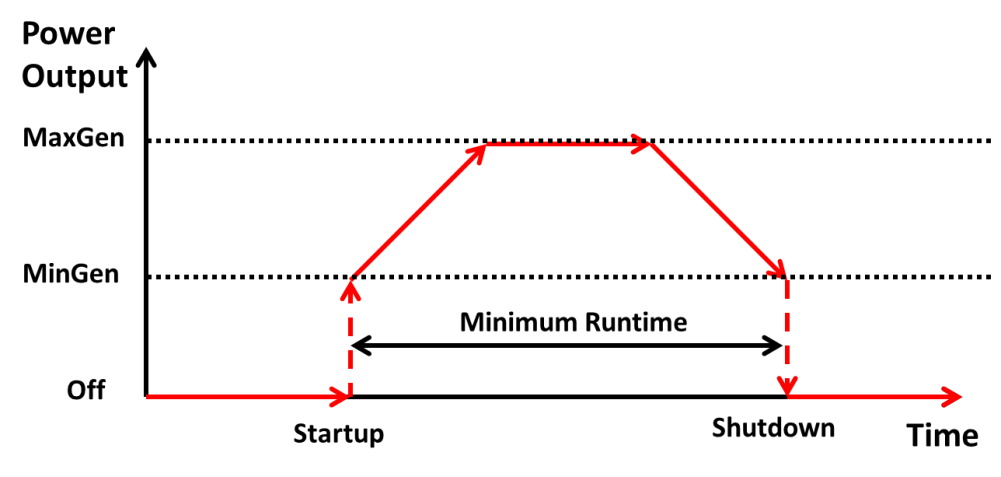 Power
Output
MaxGen
MinGen
Minimum Runtime
Off
Startup
Shutdown
Time